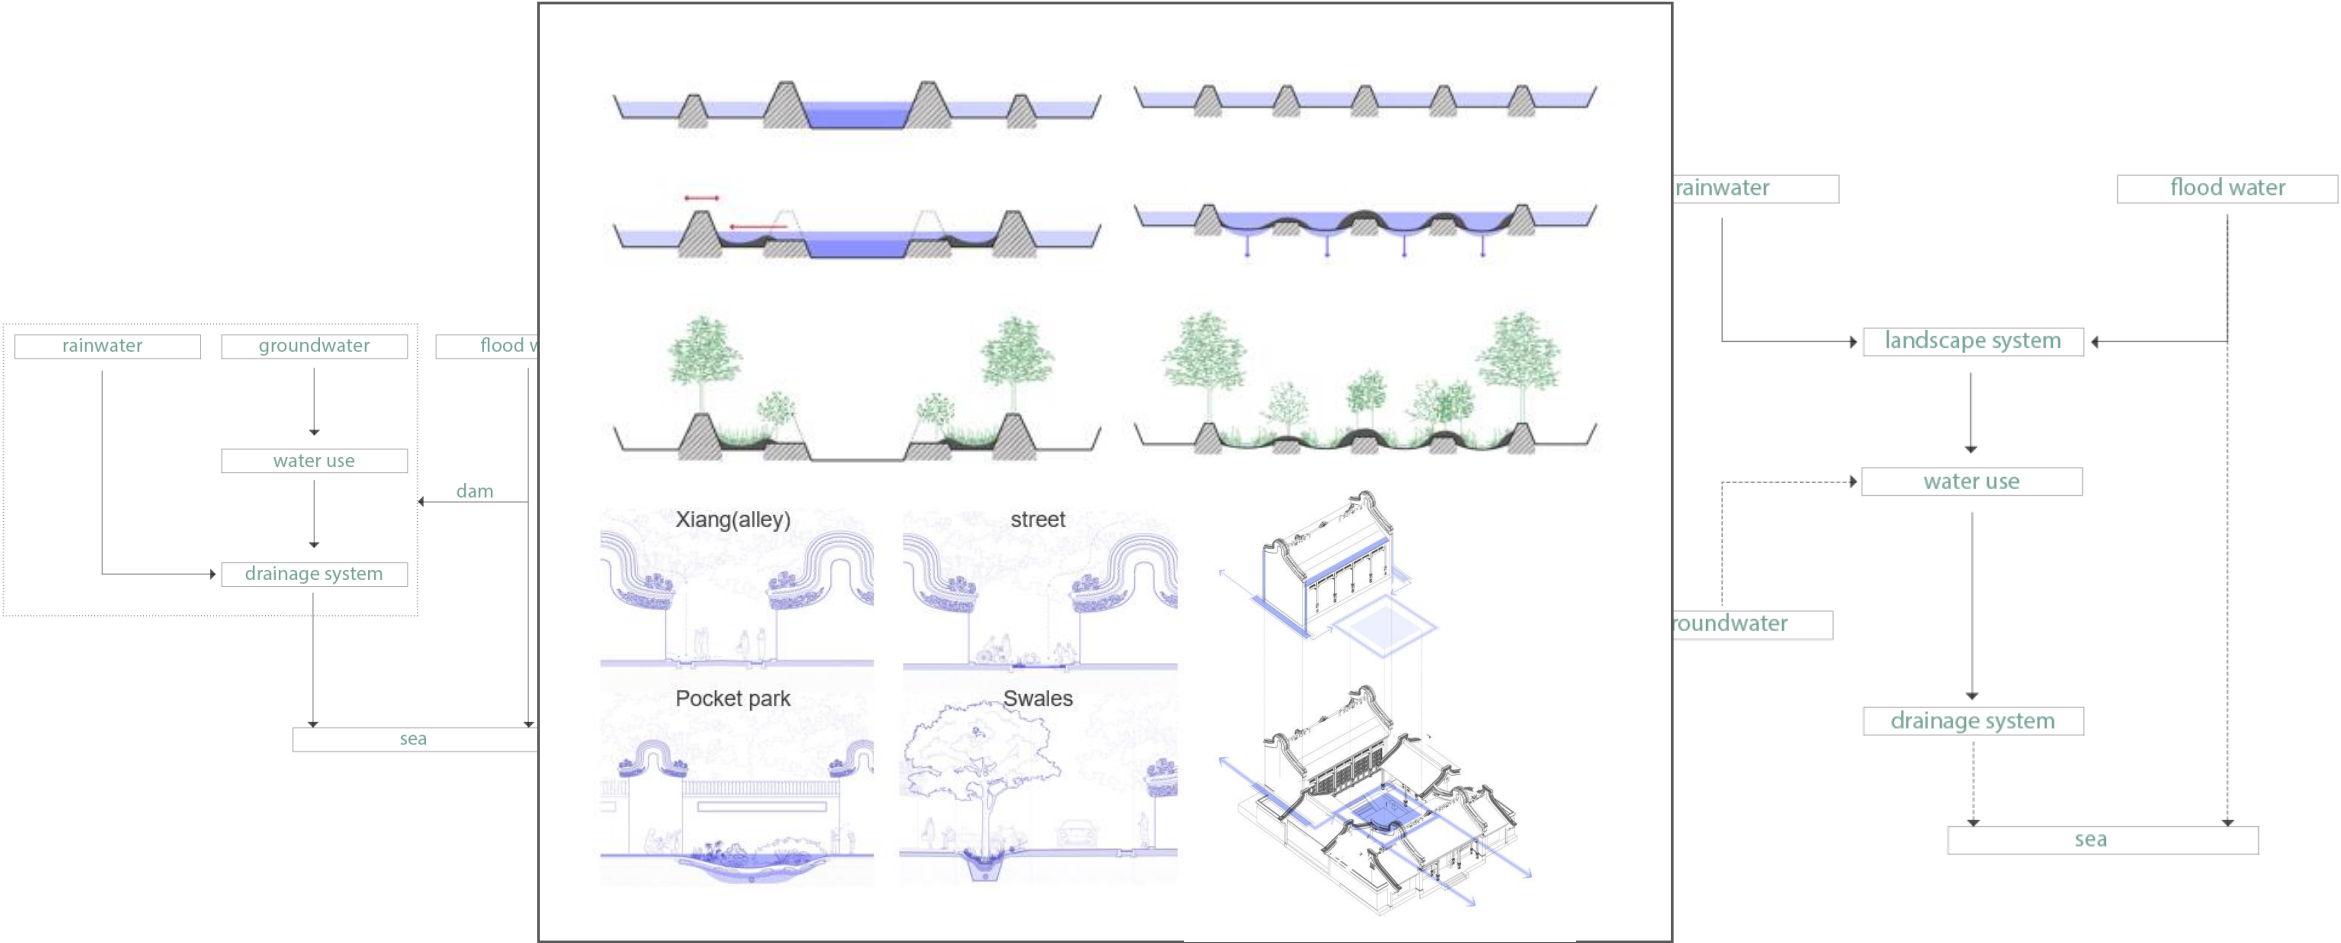 rainwater
groundwater
flood w
water use
dam
drainage system
sea
Xiang(alley)
street
Pocket park
Swales
rainwater
flood water
landscape system
water use
roundwater
drainage system
sea